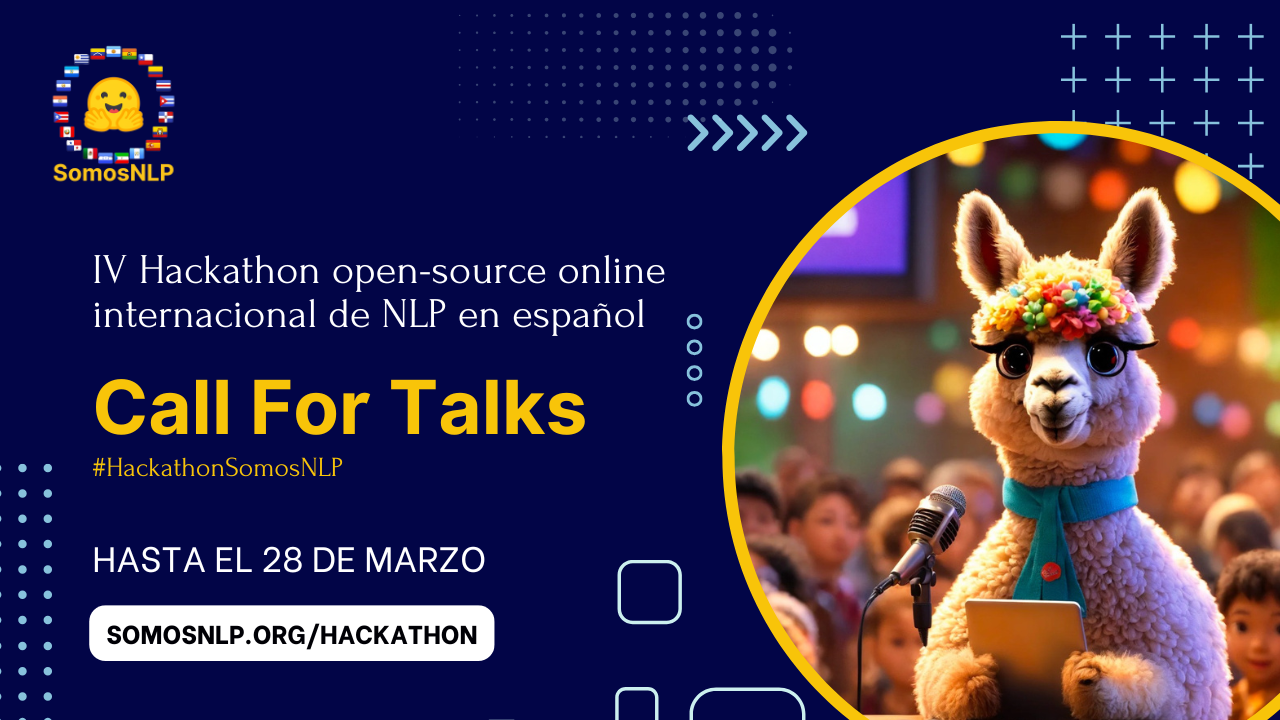 SomosNLP
IV Hackathon open-source online
internacional de NLP en español
Call For Talks
#HackathonSomosNLP
HASTA EL 28 DE MARZO
SOMOSNLP.ORG/HACKATHON